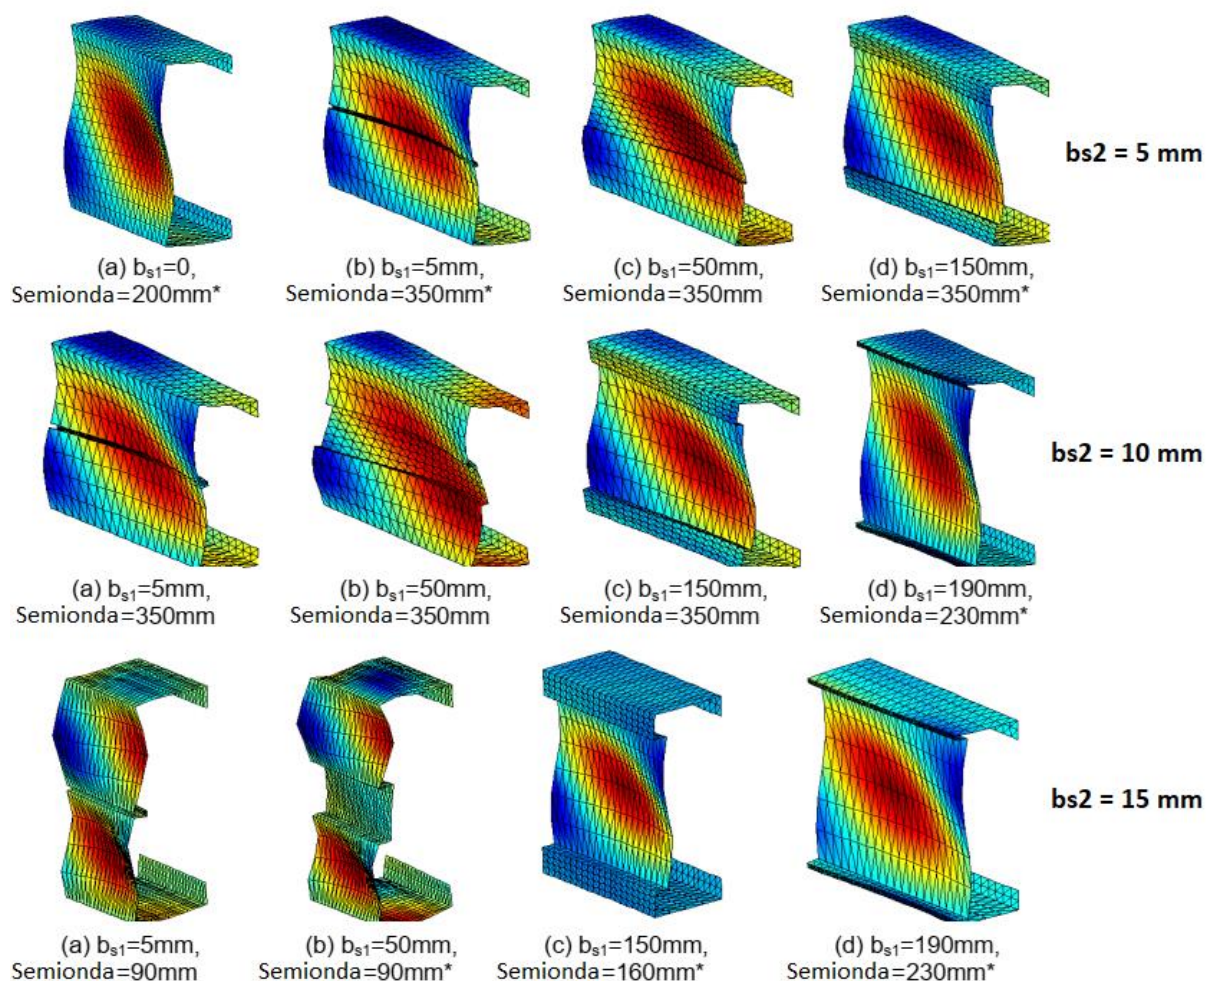 bs2 = 5 mm
(a) bs1=0,
Semionda=200mm*
(b) bs1=5mm,
Semionda=350mm*
(c) bs1=50mm,
Semionda=350mm
(d) bs1=150mm,
Semionda=350mm*
bs2 = 10 mm
(a) bs1=5mm,
Semionda=350mm
(b) bs1=50mm,
Semionda=350mm
(c) bs1=150mm,
Semionda=350mm
(d) bs1=190mm,
Semionda=230mm*
bs2 = 15 mm
(a) bs1=5mm,
Semionda=90mm
(b) bs1=50mm,
Semionda=90mm*
(c) bs1=150mm,
Semionda=160mm*
(d) bs1=190mm,
Semionda=230mm*